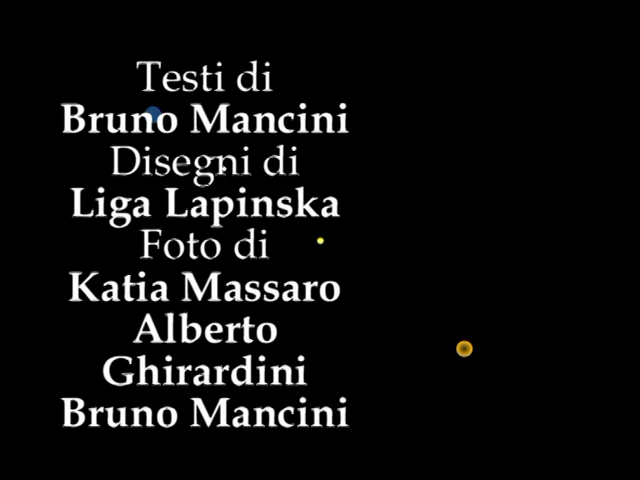 Testi di
Bruno Mancini
Disegni di
Liga Lapinska
Foto di
Katia Massaro
Alberto
Ghirardini
Bruno Mancini